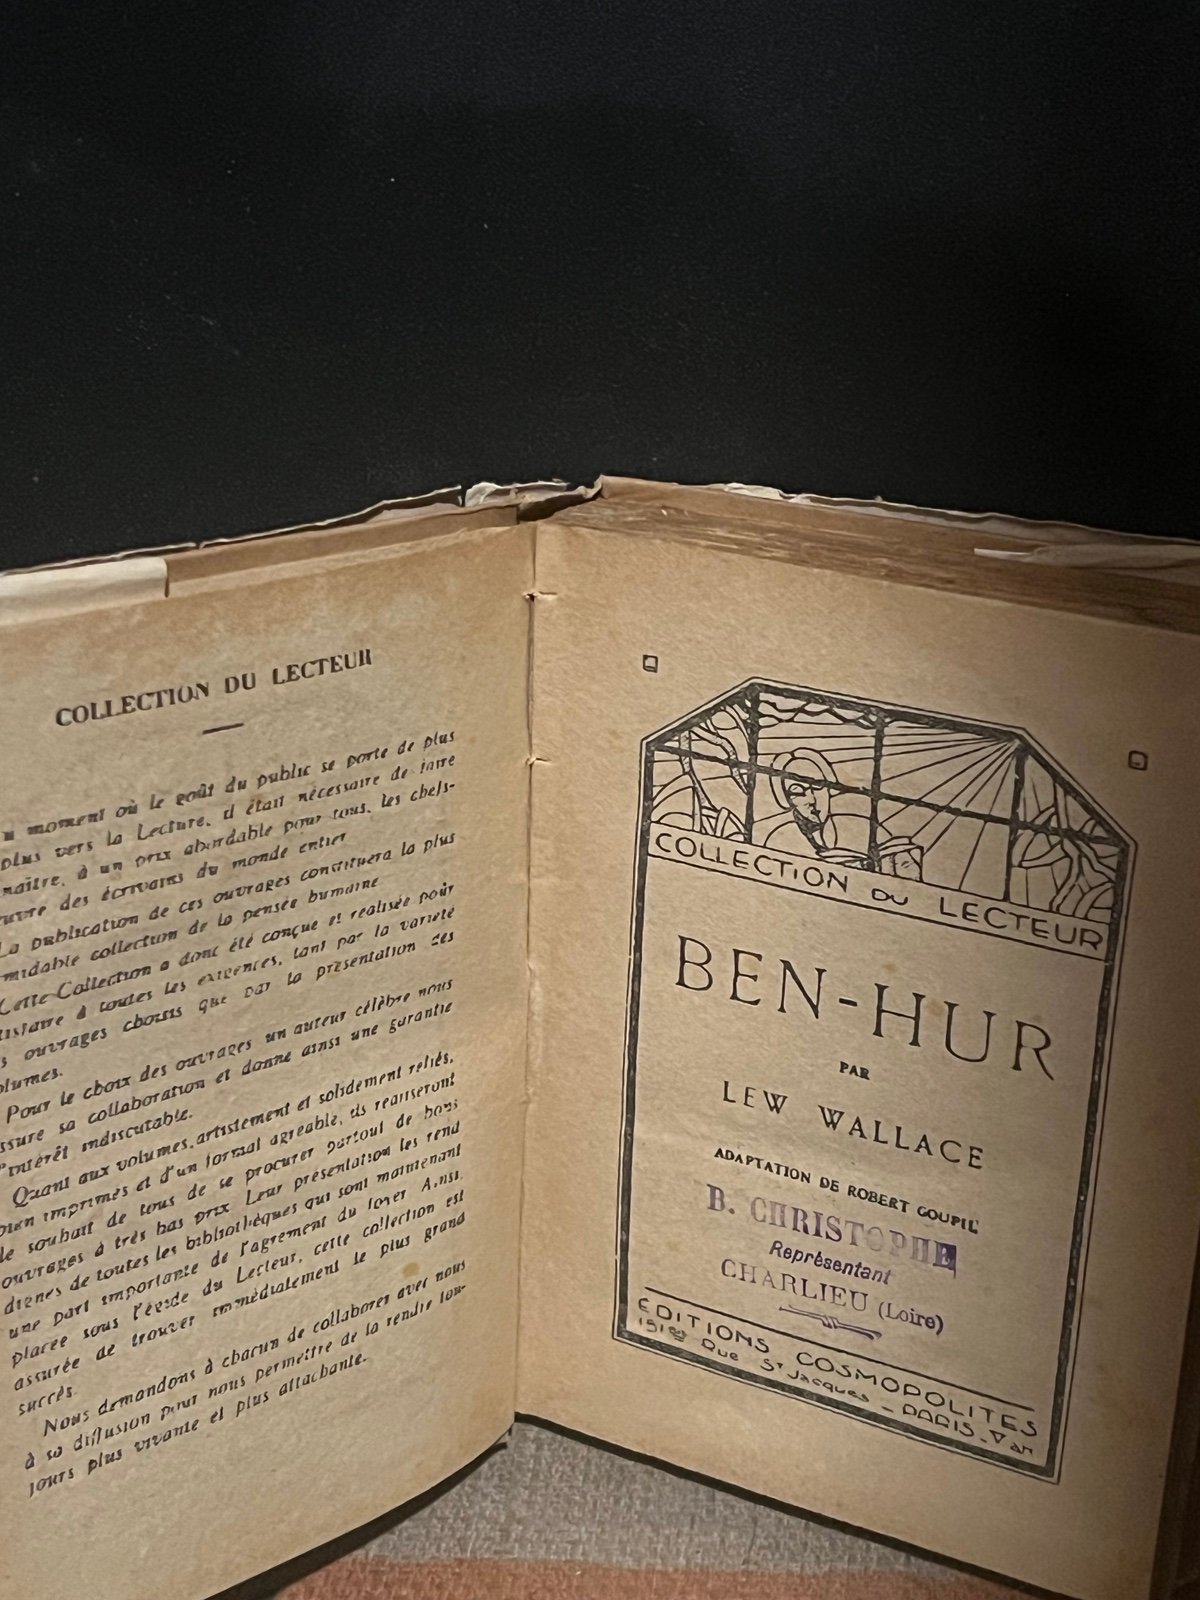 COLLECTION DU LECTEUR
u moment où le goût du public se porte de plus
plus vers la Lecture, il était nécessaire de faire
naître, à un prix abordable pour tous, les chefs-
uvre des écrivains du monde entier
La publication de ces ouvrages constituera la plus
midable collection de la pensée humaine
Cette Collection a donc été conçue et réalisée pour
tisfaire à toutes les exigences, tant par la variété
s ouvrages choisis que par la présentation des
olumes.
Pour le choix des ouvrages un auteur célèbre nous
ssure sa collaboration et donne ainsi une garantie
'intérêt indiscutable.
Quant aux volumes, artistement et solidement reliés,
bien imprimés et d'un format agréable, ils réaliseront
le souhait de tous de se procurer partout de bons
ouvrages à très bas prix Leur présentation les rend
dignes de toutes les bibliothèques qui sont maintenant
une part importante de l'agrément du foyer Ainsi.
placée sous l'égide du Lecteur, cette collection est
assurée de trouver immédiatement le plus grand
succès.
Nous demandons à chacun de collaborer avec nous
à sa diffusion pour nous permettre de la rendre tou-
jours plus vivante et plus attachante.
COLLECTION DU LECTEUR
BEN-HUR
PAR
LEW WALLACE
ADAPTATION DE ROBERT GOUPIL
B. CHRISTOPHE
Représentant
CHARLIEU (Loire)
EDITIONS COSMOPOLITES
Rue St Jacques - PARIS - V